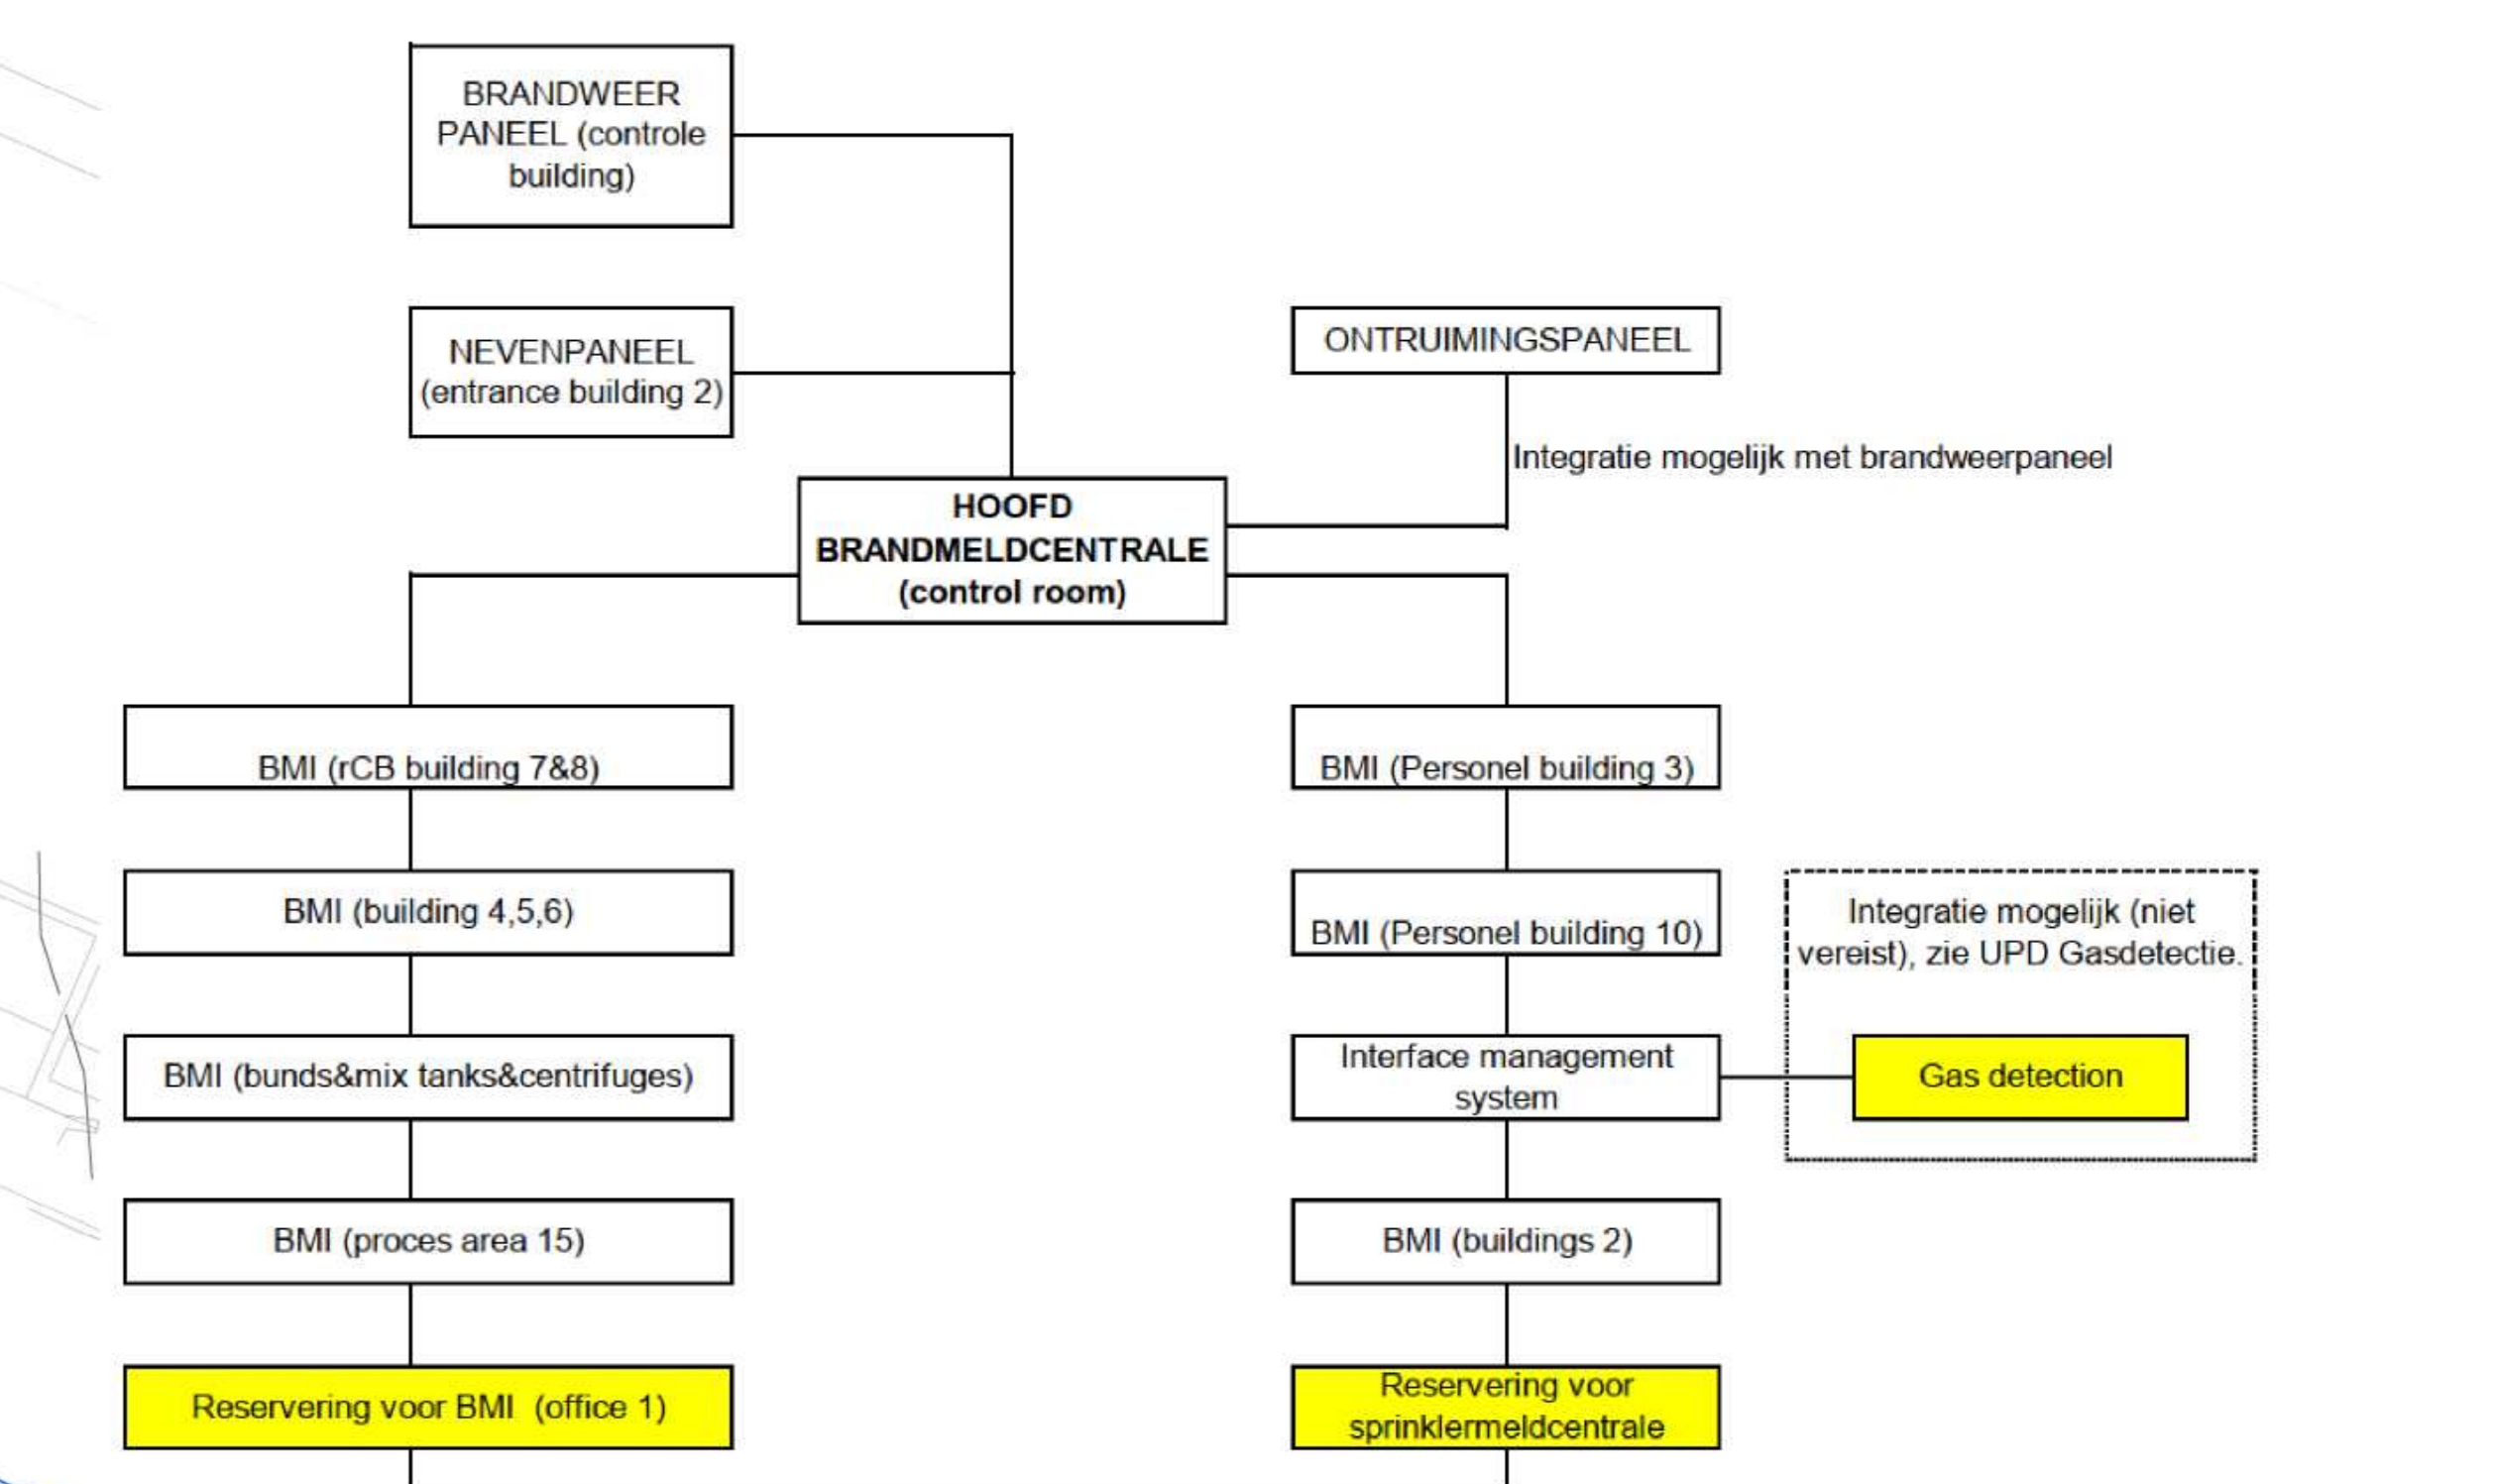 BRANDWEER
PANEEL (controle
building)
NEVENPANEEL
(entrance building 2)
ONTRUIMINGSPANEEL
Integratie mogelijk met brandweerpaneel
HOOFD
BRANDMELDCENTRALE
(control room)
BMI (rCB building 7&8)
BMI (Personel building 3)
BMI (building 4,5,6)
BMI (Personel building 10)
Integratie mogelijk (niet
vereist), zie UPD Gasdetectie.
BMI (bunds&mix tanks&centrifuges)
Interface management
system
Gas detection
BMI (proces area 15)
BMI (buildings 2)
Reservering voor BMI  (office 1)
Reservering voor
sprinklermeldcentrale